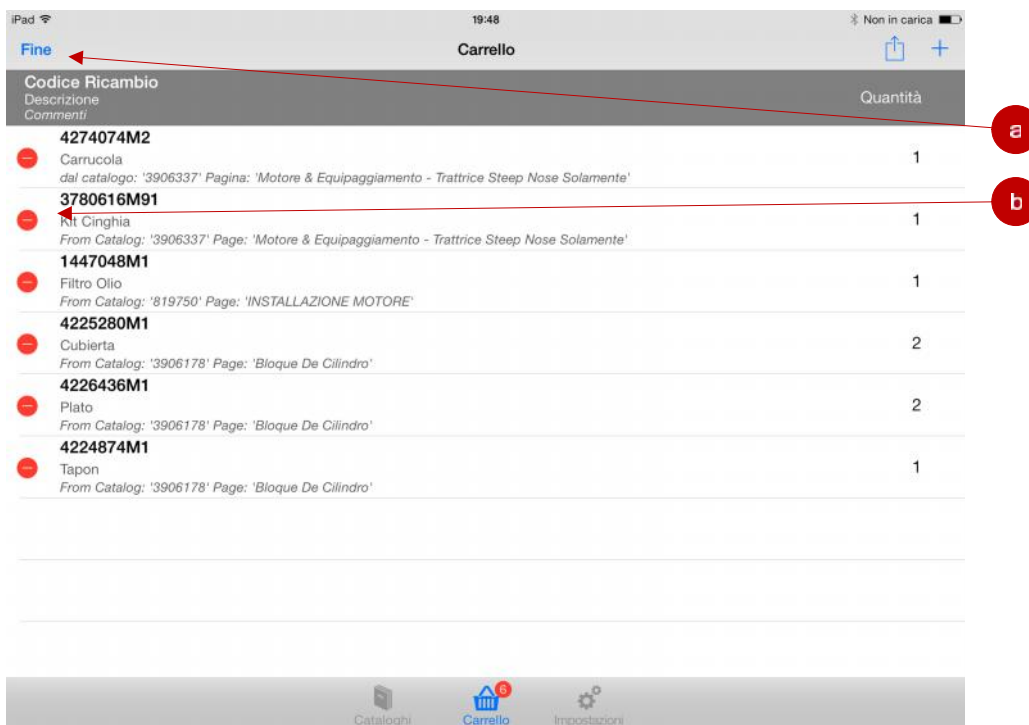 iPad 19:48 Non in carica
Fine Carrello
Codice Ricambio
Descrizione Quantità
Commenti
a
4274074M2
Carrucola 1
dal catalogo: '3906337' Pagina: 'Motore & Equipaggiamento - Trattrice Steep Nose Solamente'
3780616M91
b
Kit Cinghia 1
From Catalog: '3906337' Page: 'Motore & Equipaggiamento - Trattrice Steep Nose Solamente'
1447048M1
Filtro Olio 1
From Catalog: '819750' Page: 'INSTALLAZIONE MOTORE'
4225280M1
Cubierta 2
From Catalog: '3906178' Page: 'Bloque De Cilindro'
4226436M1
Plato 2
From Catalog: '3906178' Page: 'Bloque De Cilindro'
4224874M1
Tapon 1
From Catalog: '3906178' Page: 'Bloque De Cilindro'
6
Cataloghi Carrello Impostazioni